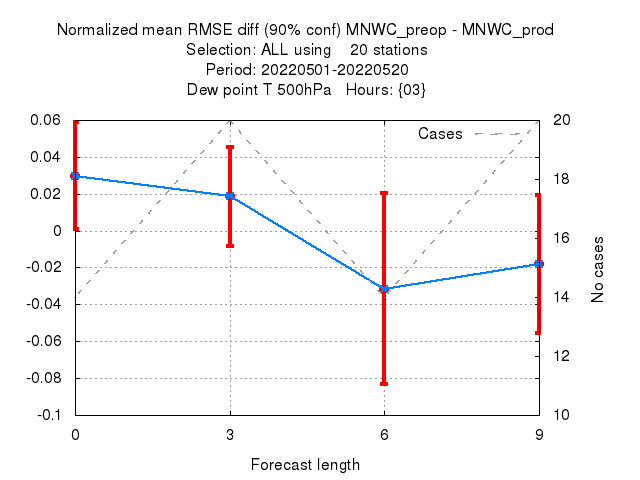 Normalized mean RMSE diff (90% conf) MNWC_preop - MNWC_prod
Selection: ALL using    20 stations
Period: 20220501-20220520
Dew point T 500hPa   Hours: {03}
Cases
0.06
0.04
0.02
0
-0.02
-0.04
-0.06
-0.08
-0.1
20
18
16
14
12
10
No cases
0 3 6 9
Forecast length